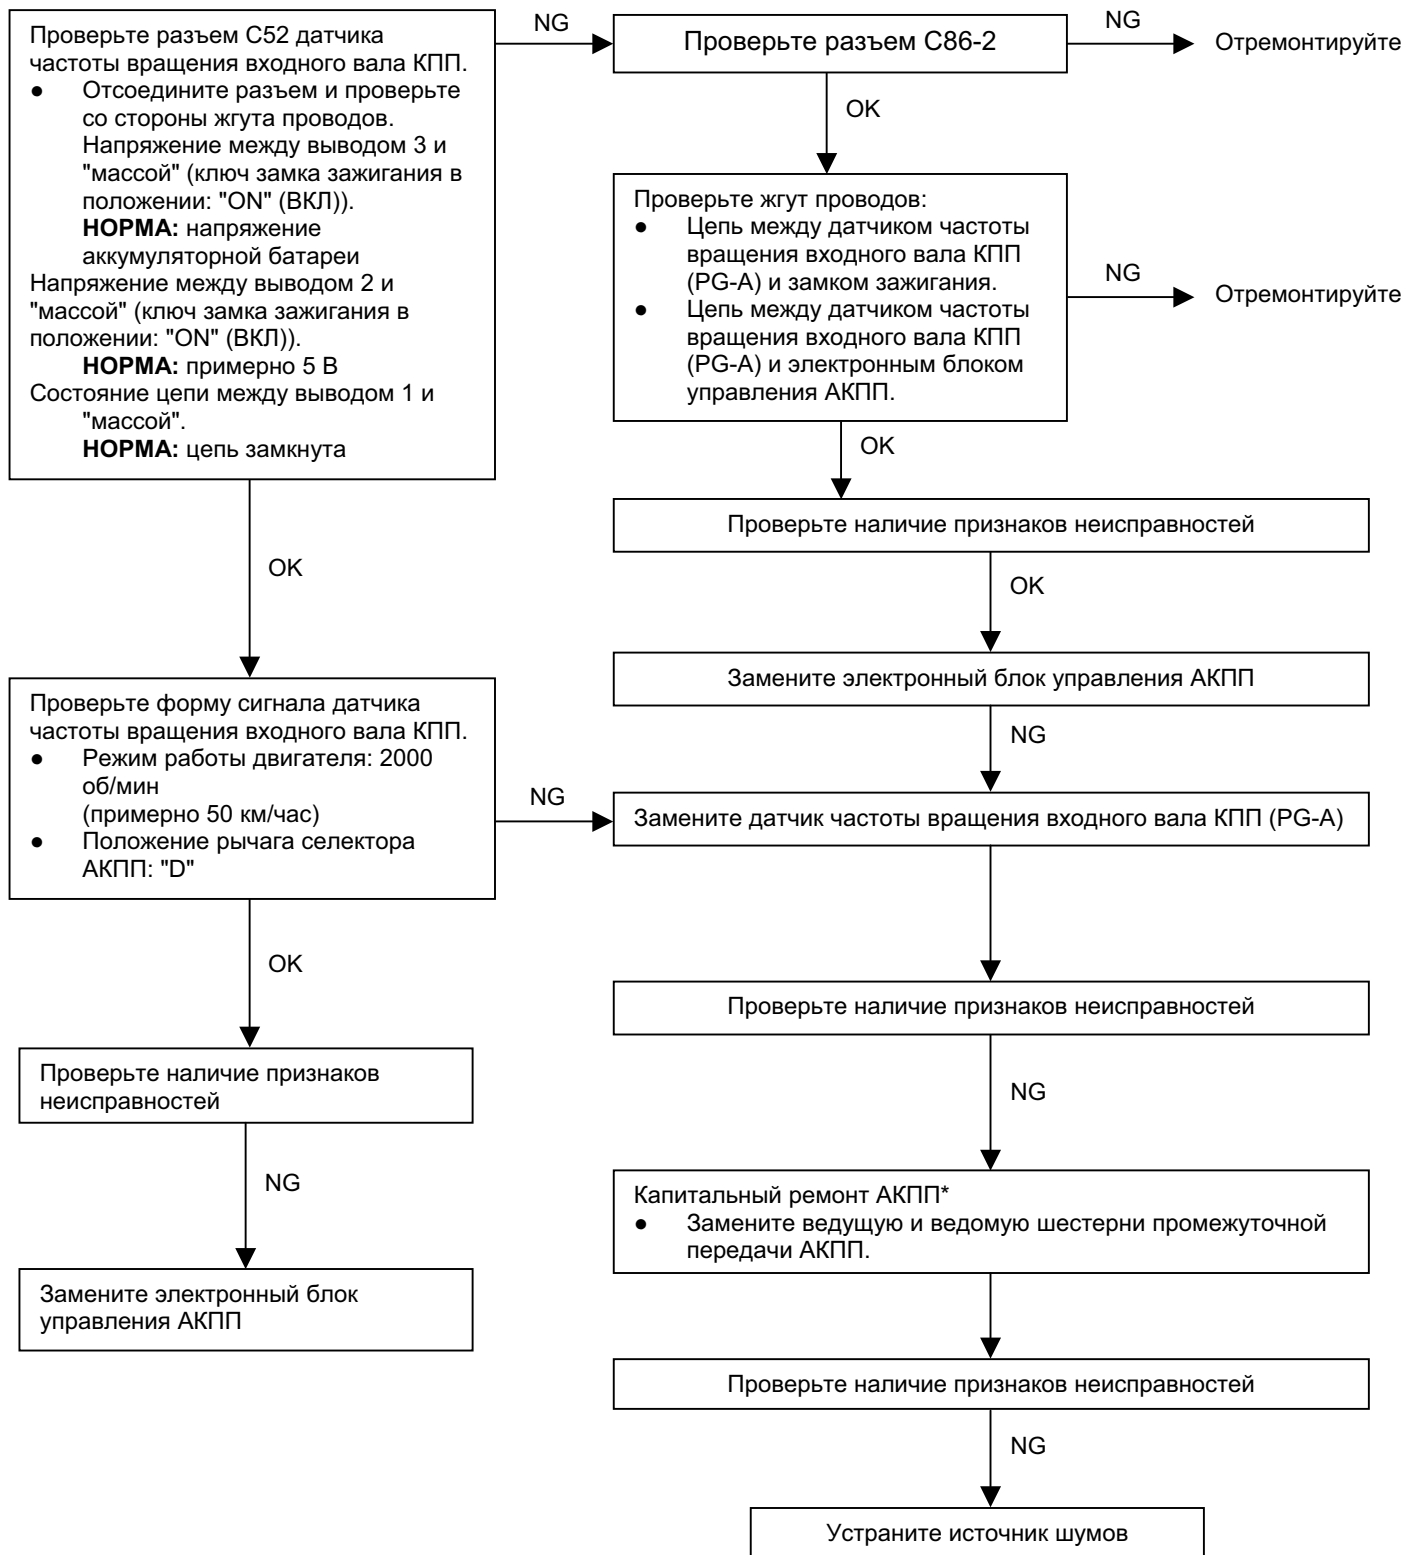 Проверьте разъем C52 датчика
частоты вращения входного вала КПП.
● Отсоедините разъем и проверьте
со стороны жгута проводов.
Напряжение между выводом 3 и
"массой" (ключ замка зажигания в
положении: "ON" (ВКЛ)).
НОРМА: напряжение
аккумуляторной батареи
Напряжение между выводом 2 и
"массой" (ключ замка зажигания в
положении: "ON" (ВКЛ)).
НОРМА: примерно 5 В
Состояние цепи между выводом 1 и
"массой".
НОРМА: цепь замкнута
NG
Проверьте разъем C86-2
NG
Отремонтируйте
OK
Проверьте жгут проводов:
● Цепь между датчиком частоты
вращения входного вала КПП
(PG-A) и замком зажигания.
● Цепь между датчиком частоты
вращения входного вала КПП
(PG-A) и электронным блоком
управления АКПП.
NG
Отремонтируйте
OK
Проверьте наличие признаков неисправностей
OK
Замените электронный блок управления АКПП
NG
OK
Проверьте форму сигнала датчика
частоты вращения входного вала КПП.
● Режим работы двигателя: 2000
об/мин
(примерно 50 км/час)
● Положение рычага селектора
АКПП: "D"
NG
Замените датчик частоты вращения входного вала КПП (PG-A)
OK
Проверьте наличие признаков
неисправностей
NG
Замените электронный блок
управления АКПП
Проверьте наличие признаков неисправностей
NG
Капитальный ремонт АКПП*
● Замените ведущую и ведомую шестерни промежуточной
передачи АКПП.
Проверьте наличие признаков неисправностей
NG
Устраните источник шумов